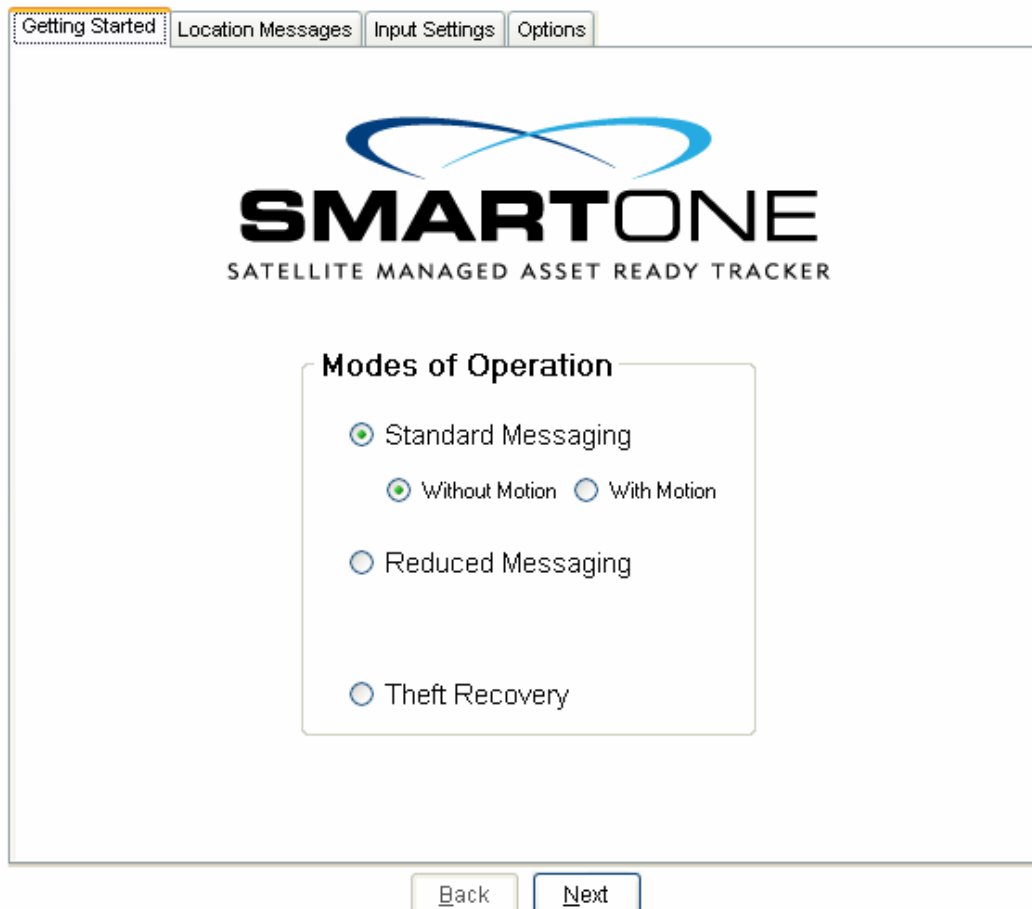 Getting Started Location Messages Input Settings Options
SMARTONE
SATELLITE MANAGED ASSET READY TRACKER
Modes of Operation
Standard Messaging
Without Motion With Motion
Reduced Messaging
Theft Recovery
Back Next